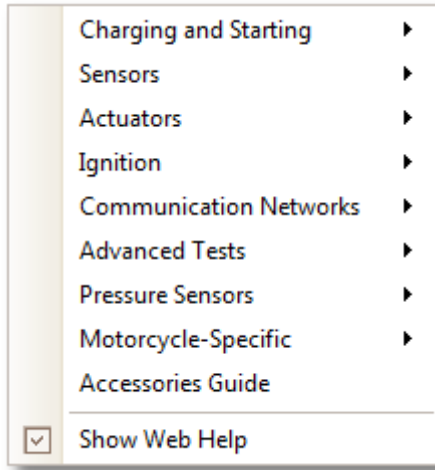 Charging and Starting
Sensors
Actuators
Ignition
Communication Networks
Advanced Tests
Pressure Sensors
Motorcycle-Specific
Accessories Guide
Show Web Help